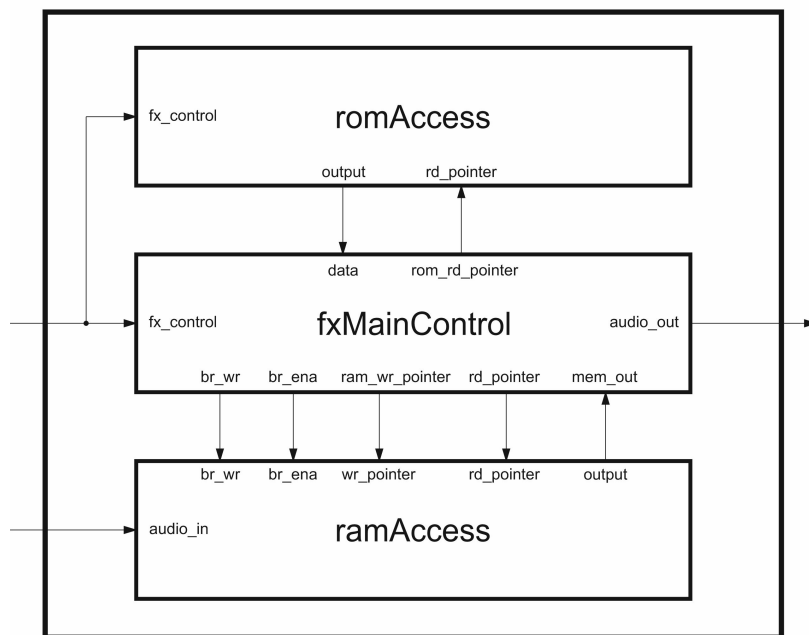 fx_control romAccess
output rd_pointer
data rom_rd_pointer
fx_control fxMainControl audio_out
br_wr br_ena ram_wr_pointer rd_pointer mem_out
br_wr br_ena wr_pointer rd_pointer output
audio_in ramAccess